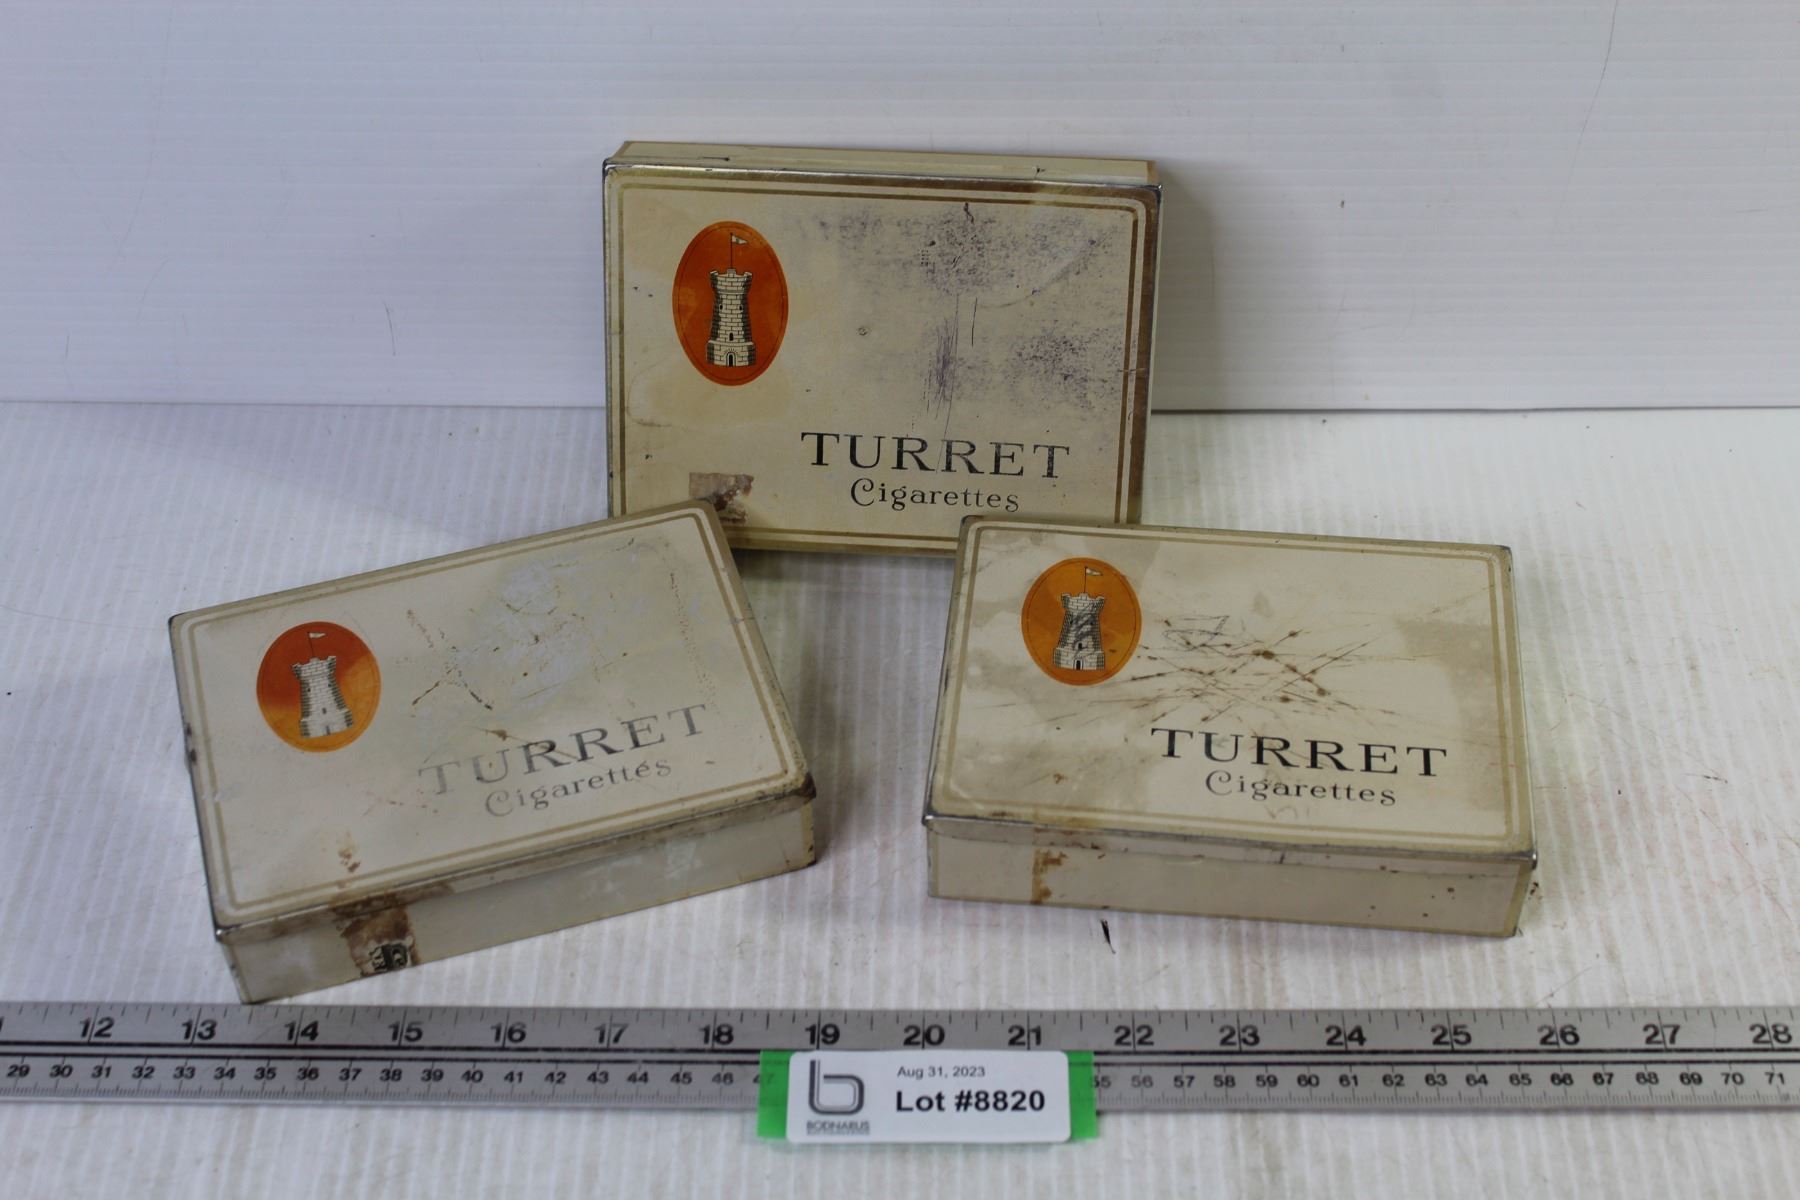 TURRET
Cigarettes
TURRET
Cigarettes
TURRET
Cigarettes
12 13 14 15 16 17 18 19 20 21 22 23 24 25 26 27 28
29 30 31 32 33 34 35 36 37 38 39 40 41 42 43 44 45 46 47 55 56 57 58 59 60 61 62 63 64 65 66 67 68 69 70 71
Aug 31, 2023
Lot #8820
BODNARUS